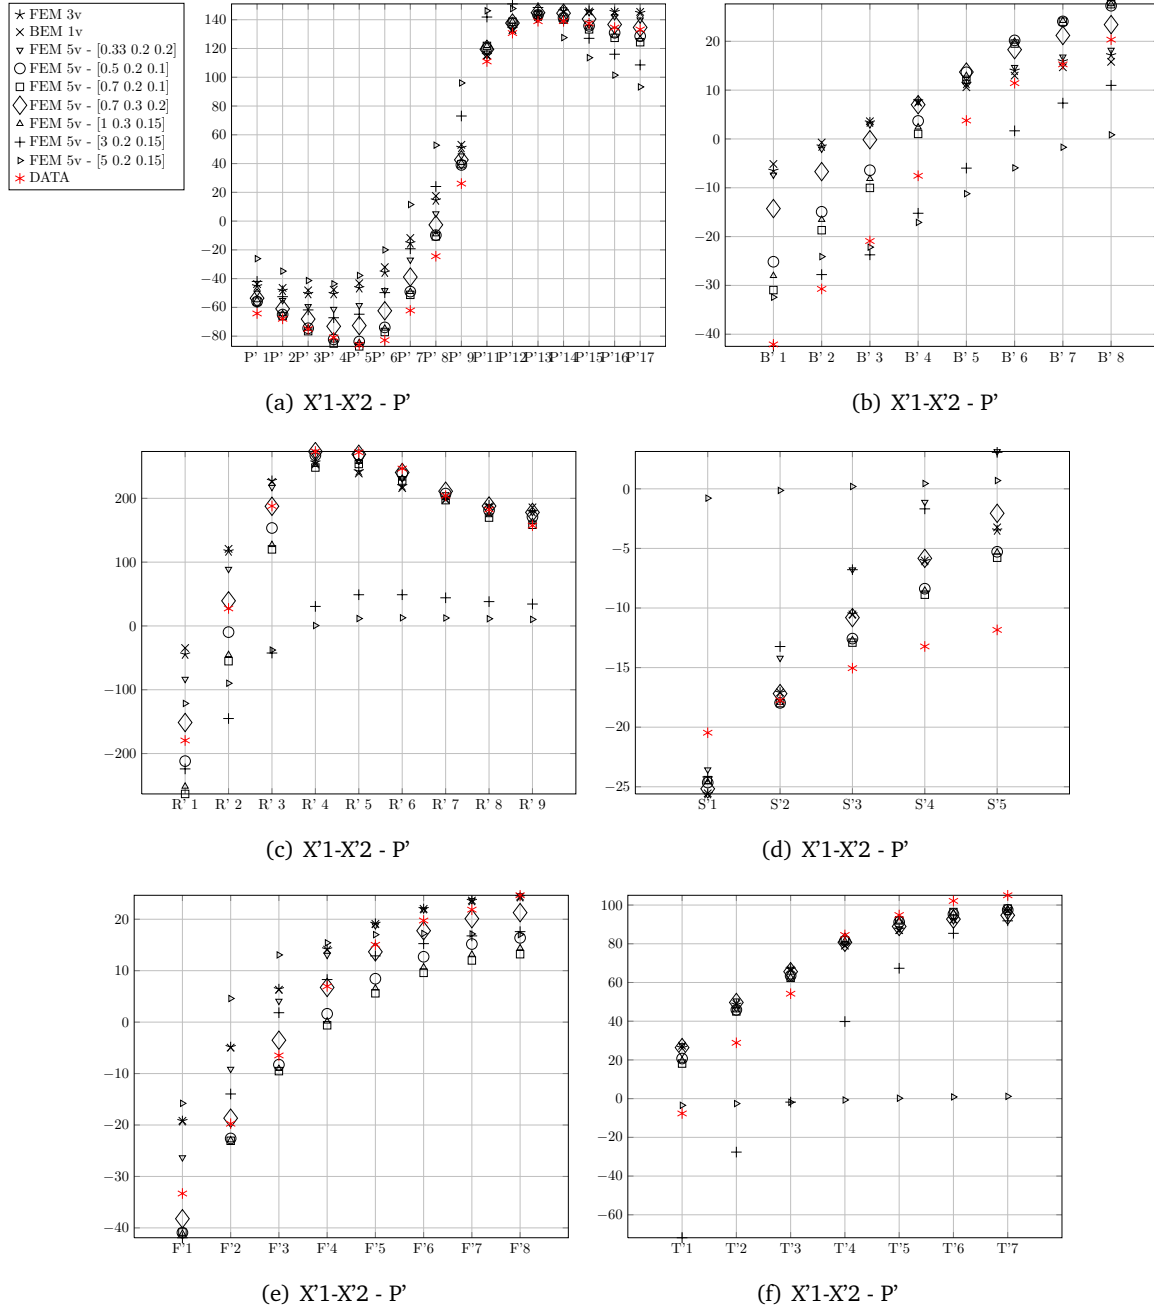 FEM 3v
BEM 1v
FEM 5v - [0.33 0.2 0.2]
FEM 5v - [0.5 0.2 0.1]
FEM 5v - [0.7 0.2 0.1]
FEM 5v - [0.7 0.3 0.2]
FEM 5v - [1 0.3 0.15]
FEM 5v - [3 0.2 0.15]
FEM 5v - [5 0.2 0.15]
DATA
140
120
100
80
60
40
20
0
−20
−40
−60
−80
P' 1P' 2P' 3P' 4P' 5P' 6P' 7P' 8P' 9P'11P'12P'13P'14P'15P'16P'17
(a) X'1-X'2 - P'
20
10
0
−10
−20
−30
−40
B' 1 B' 2 B' 3 B' 4 B' 5 B' 6 B' 7 B' 8
(b) X'1-X'2 - P'
200
100
0
−100
−200
R' 1 R' 2 R' 3 R' 4 R' 5 R' 6 R' 7 R' 8 R' 9
(c) X'1-X'2 - P'
0
−5
−10
−15
−20
−25
S'1 S'2 S'3 S'4 S'5
(d) X'1-X'2 - P'
20
10
0
−10
−20
−30
−40
F'1 F'2 F'3 F'4 F'5 F'6 F'7 F'8
(e) X'1-X'2 - P'
100
80
60
40
20
0
−20
−40
−60
T'1 T'2 T'3 T'4 T'5 T'6 T'7
(f) X'1-X'2 - P'